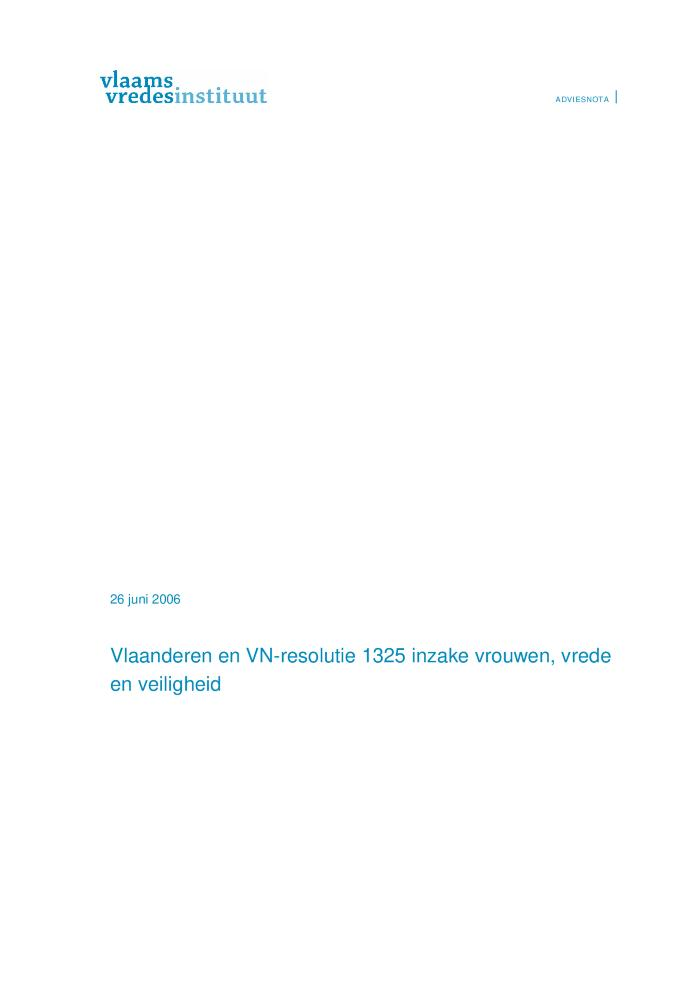 vlaams
vredesinstituut
ADVIESNOTA |
26 juni 2006
Vlaanderen en VN-resolutie 1325 inzake vrouwen, vrede
en veiligheid